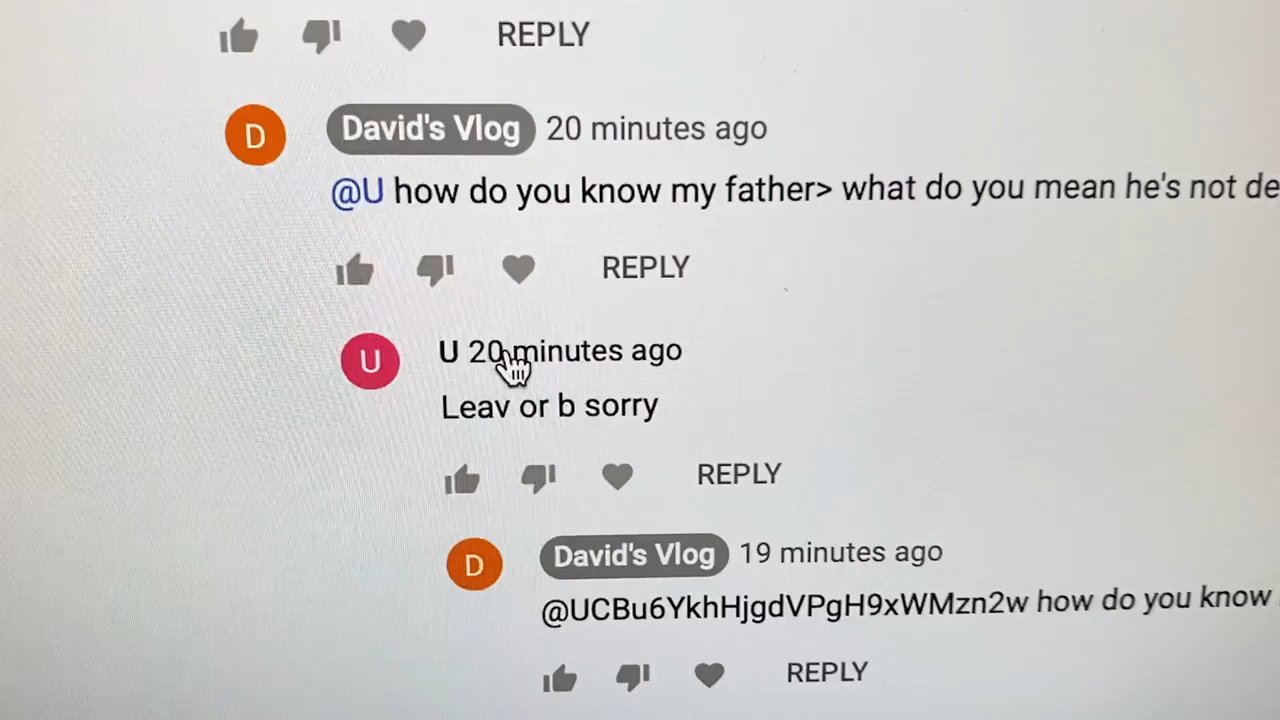 REPLY
D
David's Vlog 20 minutes ago
@U how do you know my father> what do you mean he's not de
REPLY
U
U 20 minutes ago
Leav or b sorry
REPLY
D
David's Vlog 19 minutes ago
@UCBu6YkhHjgdVPgH9xWMzn2w how do you know
REPLY